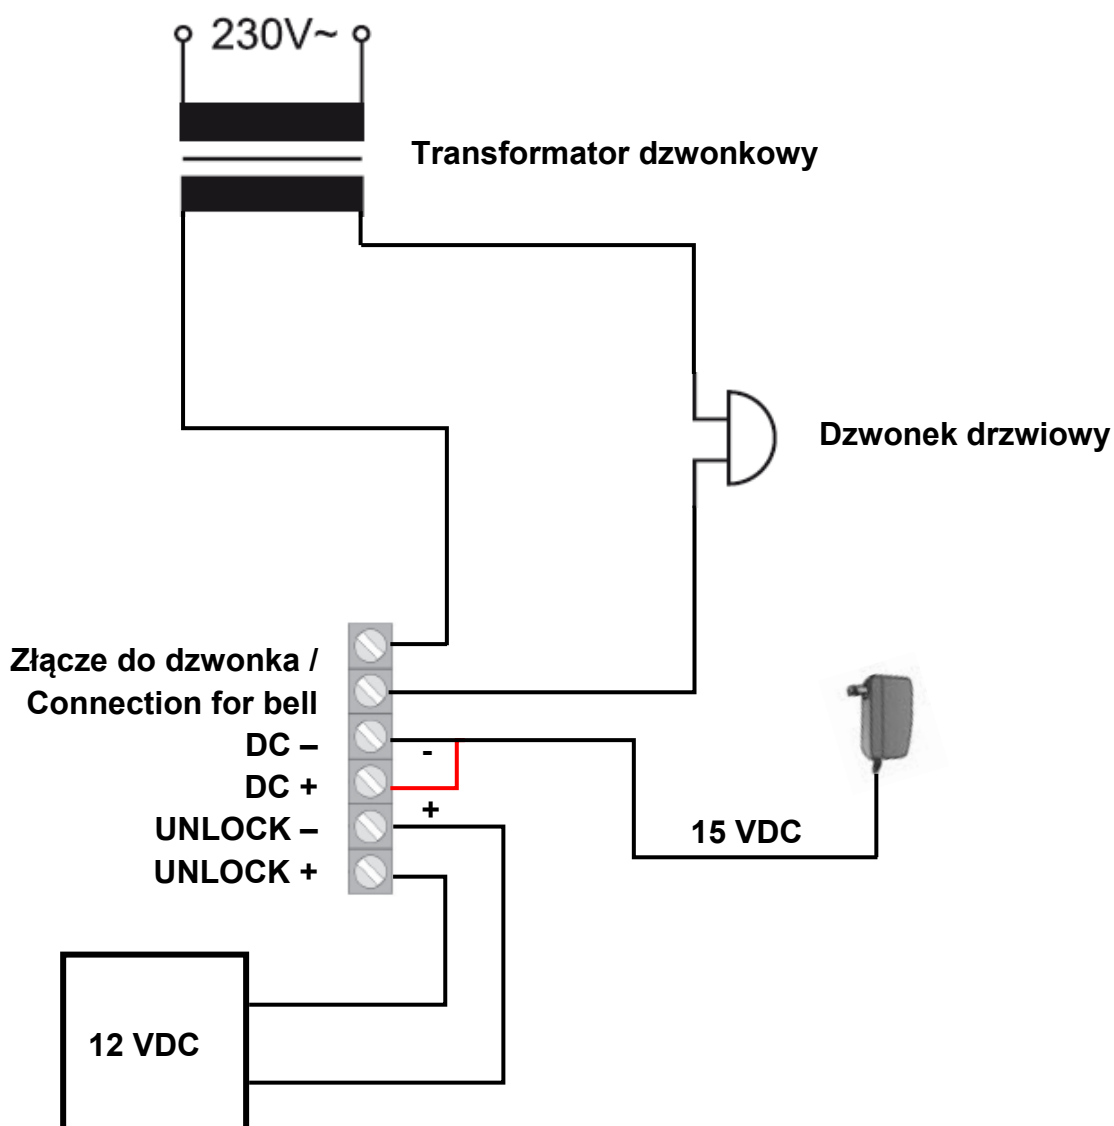 230V~
Transformator dzwonkowy
Dzwonek drzwiowy
Złącze do dzwonka /
Connection for bell
DC –
-
DC +
+
UNLOCK –
15 VDC
UNLOCK +
12 VDC